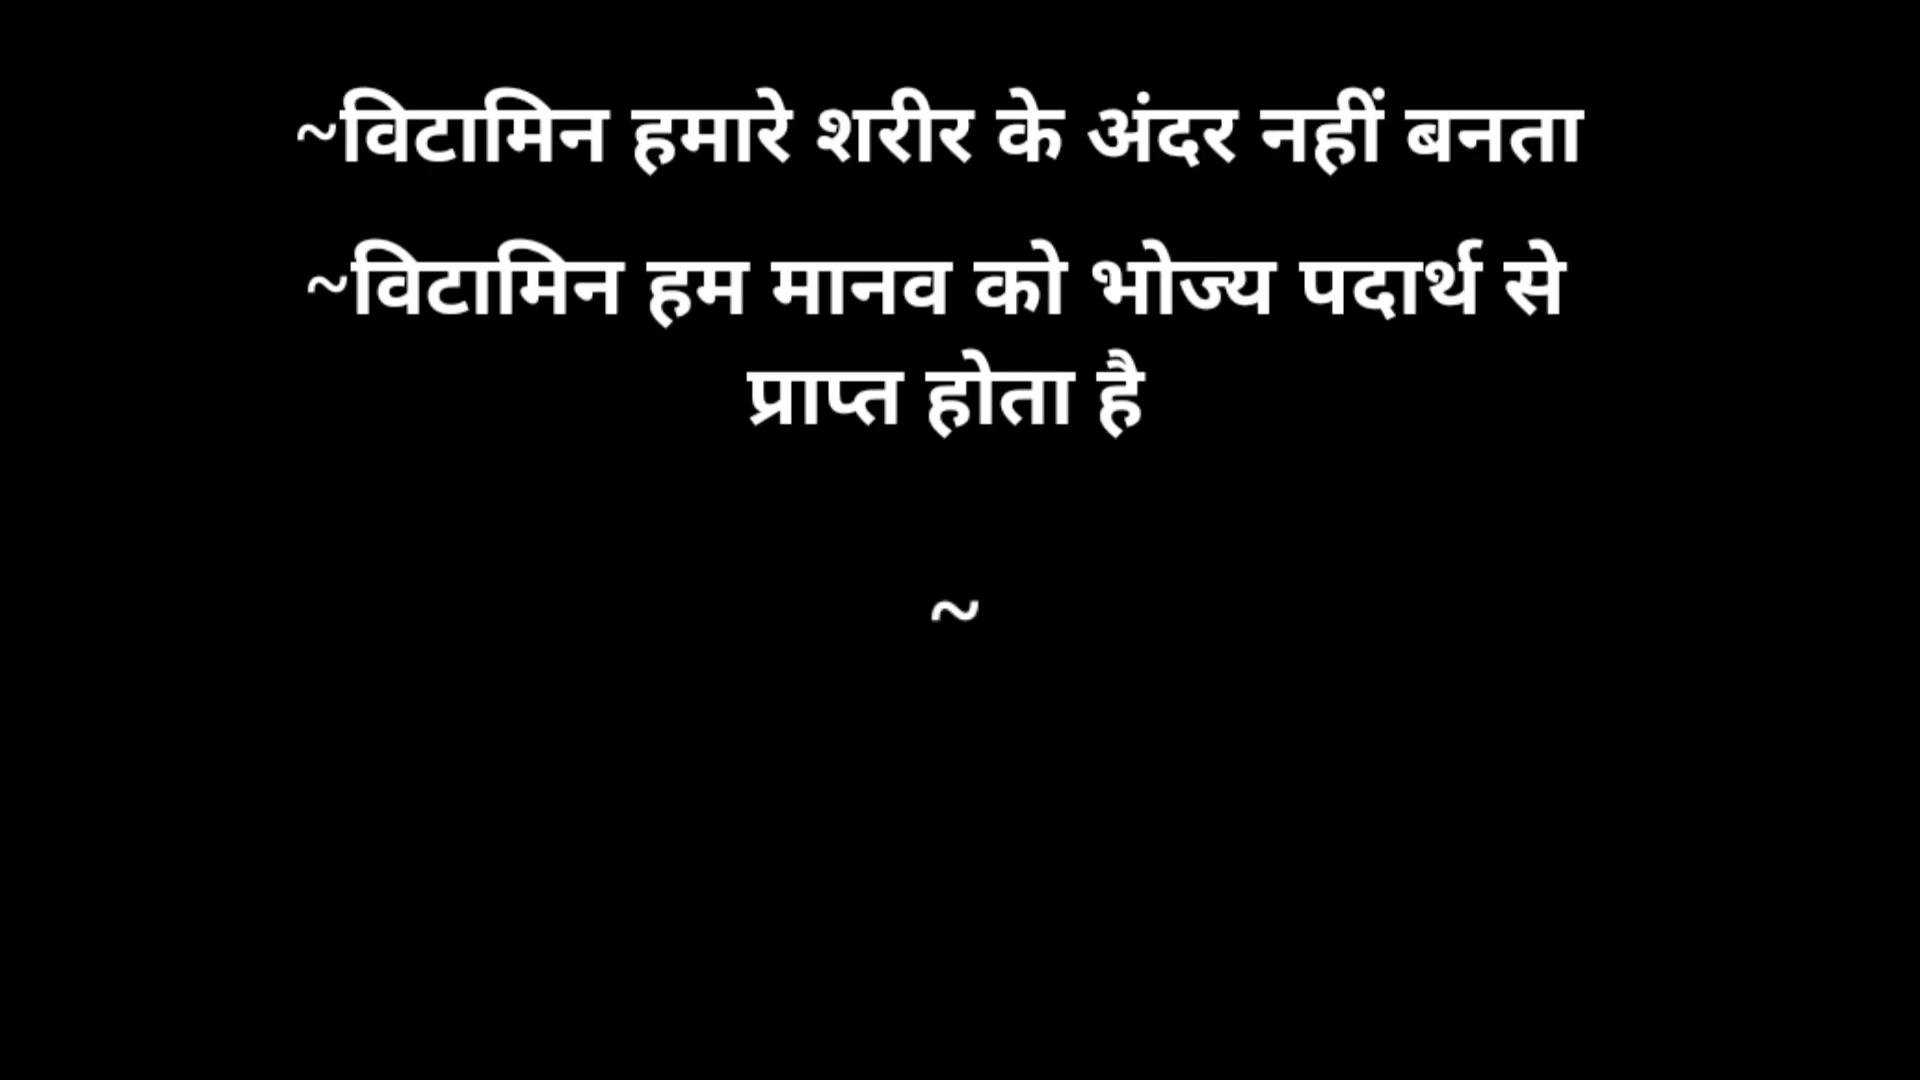 ~विटामिन हमारे शरीर के अंदर नहीं बनता
~विटामिन हम मानव को भोज्य पदार्थ से
प्राप्त होता है
~